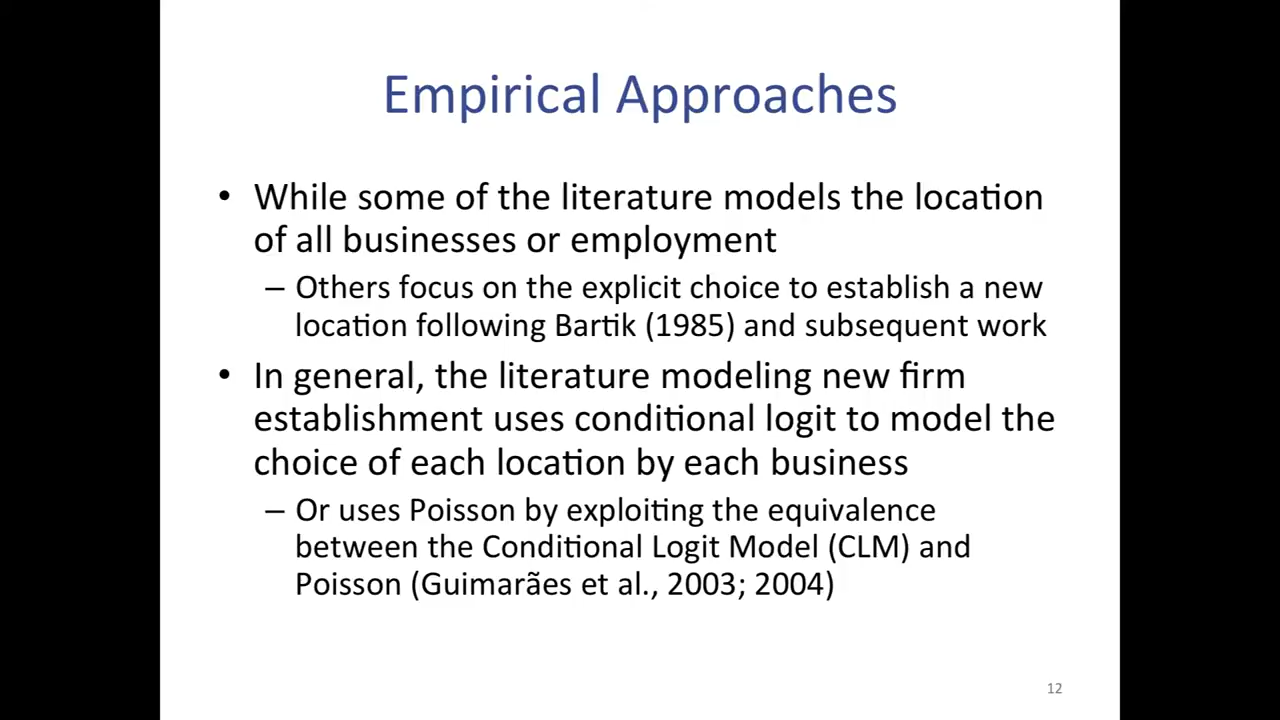 Empirical Approaches
• While some of the literature models the location
of all businesses or employment
– Others focus on the explicit choice to establish a new
location following Bartik (1985) and subsequent work
• In general, the literature modeling new firm
establishment uses conditional logit to model the
choice of each location by each business
– Or uses Poisson by exploiting the equivalence
between the Conditional Logit Model (CLM) and
Poisson (Guimarães et al., 2003; 2004)
12